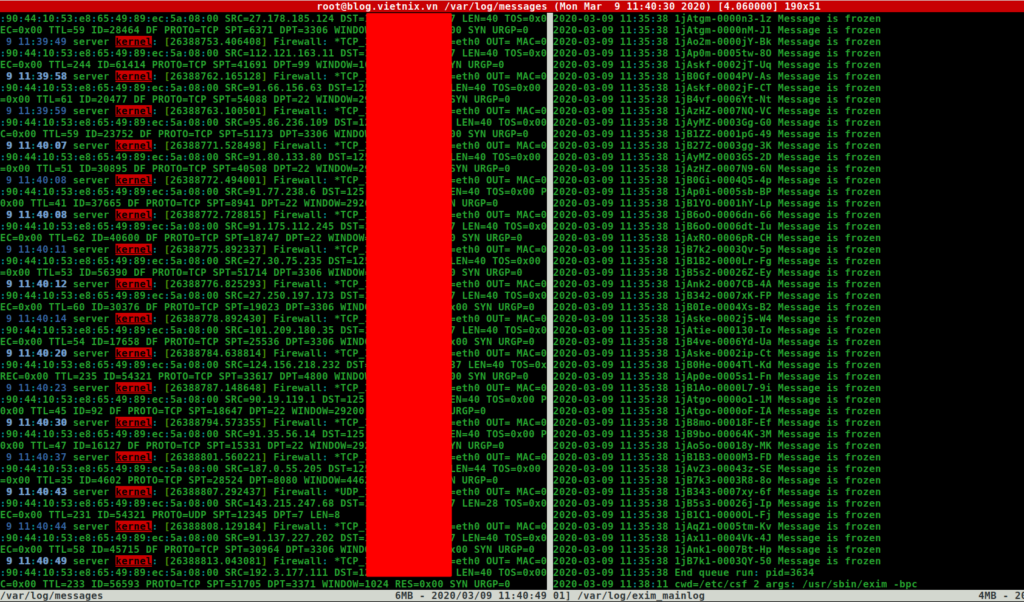 root@blog.vietnix.vn /var/log/messages (Mon Mar  9 11:40:30 2020) [4.060000] 190x51
:90:44:10:53:e8:65:49:89:ec:5a:08:00 SRC=27.178.185.124 DST= 7 LEN=40 TOS=0x0
EC=0x00 TTL=59 ID=28464 DF PROTO=TCP SPT=6371 DPT=3306 WINDOW 00 SYN URGP=0
9 11:39:49 server kernel: [26388753.406408] Firewall: *TCP_ =eth0 OUT= MAC=0
:90:44:10:53:e8:65:49:89:ec:5a:08:00 SRC=112.121.163.11 DST= 7 LEN=40 TOS=0x0
EC=0x00 TTL=244 ID=61414 PROTO=TCP SPT=41691 DPT=99 WINDOW=1 YN URGP=0
9 11:39:58 server kernel: [26388762.165128] Firewall: *TCP_ =eth0 OUT= MAC=0
:90:44:10:53:e8:65:49:89:ec:5a:08:00 SRC=91.66.156.63 DST=12 LEN=40 TOS=0x00
=0x00 TTL=61 ID=20477 DF PROTO=TCP SPT=54088 DPT=22 WINDOW=2 SYN URGP=0
9 11:39:59 server kernel: [26388763.100501] Firewall: *TCP_ =eth0 OUT= MAC=0
:90:44:10:53:e8:65:49:89:ec:5a:08:00 SRC=95.86.236.109 DST=1 LEN=40 TOS=0x00
C=0x00 TTL=59 ID=23752 DF PROTO=TCP SPT=51173 DPT=3306 WINDO 0 SYN URGP=0
9 11:40:07 server kernel: [26388771.528498] Firewall: *TCP_ =eth0 OUT= MAC=0
:90:44:10:53:e8:65:49:89:ec:5a:08:00 SRC=91.80.133.80 DST=12 LEN=40 TOS=0x00
=0x00 TTL=51 ID=30895 DF PROTO=TCP SPT=40508 DPT=22 WINDOW=2 SYN URGP=0
9 11:40:08 server kernel: [26388772.494001] Firewall: *TCP_ =eth0 OUT= MAC=0
:90:44:10:53:e8:65:49:89:ec:5a:08:00 SRC=91.77.238.6 DST=125 EN=40 TOS=0x00 P
0x00 TTL=41 ID=37665 DF PROTO=TCP SPT=8941 DPT=22 WINDOW=292 YN URGP=0
9 11:40:08 server kernel: [26388772.728815] Firewall: *TCP_ =eth0 OUT= MAC=0
:90:44:10:53:e8:65:49:89:ec:5a:08:00 SRC=91.175.112.245 DST= 7 LEN=40 TOS=0x0
EC=0x00 TTL=62 ID=40600 DF PROTO=TCP SPT=18747 DPT=22 WINDOW 0 SYN URGP=0
9 11:40:11 server kernel: [26388775.892337] Firewall: *TCP_ =eth0 OUT= MAC=0
:90:44:10:53:e8:65:49:89:ec:5a:08:00 SRC=27.30.75.235 DST=12 LEN=40 TOS=0x00
=0x00 TTL=53 ID=56390 DF PROTO=TCP SPT=51714 DPT=3306 WINDOW SYN URGP=0
9 11:40:12 server kernel: [26388776.825293] Firewall: *TCP_ =eth0 OUT= MAC=0
:90:44:10:53:e8:65:49:89:ec:5a:08:00 SRC=27.250.197.173 DST= 7 LEN=40 TOS=0x0
EC=0x00 TTL=60 ID=30376 DF PROTO=TCP SPT=19023 DPT=3306 WIND 00 SYN URGP=0
9 11:40:14 server kernel: [26388778.892430] Firewall: *TCP_ =eth0 OUT= MAC=0
:90:44:10:53:e8:65:49:89:ec:5a:08:00 SRC=101.209.180.35 DST= 7 LEN=40 TOS=0x0
EC=0x00 TTL=54 ID=17658 DF PROTO=TCP SPT=25536 DPT=3306 WIND 00 SYN URGP=0
9 11:40:20 server kernel: [26388784.638814] Firewall: *TCP_ =eth0 OUT= MAC=0
:90:44:10:53:e8:65:49:89:ec:5a:08:00 SRC=124.156.218.232 DST 37 LEN=40 TOS=0x
REC=0x00 TTL=235 ID=54321 PROTO=TCP SPT=33617 DPT=4800 WINDO 0 SYN URGP=0
9 11:40:23 server kernel: [26388787.148648] Firewall: *TCP_ =eth0 OUT= MAC=0
:90:44:10:53:e8:65:49:89:ec:5a:08:00 SRC=90.19.119.1 DST=125 EN=40 TOS=0x00 P
0x00 TTL=45 ID=92 DF PROTO=TCP SPT=18647 DPT=22 WINDOW=29200 URGP=0
9 11:40:30 server kernel: [26388794.573355] Firewall: *TCP_ =eth0 OUT= MAC=0
:90:44:10:53:e8:65:49:89:ec:5a:08:00 SRC=91.35.56.14 DST=125 EN=40 TOS=0x00 P
0x00 TTL=47 ID=16127 DF PROTO=TCP SPT=15331 DPT=22 WINDOW=29 SYN URGP=0
9 11:40:37 server kernel: [26388801.560221] Firewall: *TCP_ =eth0 OUT= MAC=0
:90:44:10:53:e8:65:49:89:ec:5a:08:00 SRC=187.0.55.205 DST=12 LEN=44 TOS=0x00
=0x00 TTL=35 ID=4602 PROTO=TCP SPT=28524 DPT=8080 WINDOW=446 YN URGP=0
9 11:40:43 server kernel: [26388807.292437] Firewall: *UDP_ =eth0 OUT= MAC=0
:90:44:10:53:e8:65:49:89:ec:5a:08:00 SRC=143.215.247.68 DST= 7 LEN=28 TOS=0x0
EC=0x00 TTL=231 ID=54321 PROTO=UDP SPT=12345 DPT=7 LEN=8
9 11:40:44 server kernel: [26388808.129184] Firewall: *TCP_ =eth0 OUT= MAC=0
:90:44:10:53:e8:65:49:89:ec:5a:08:00 SRC=91.137.227.202 DST= 7 LEN=40 TOS=0x0
EC=0x00 TTL=58 ID=45715 DF PROTO=TCP SPT=30964 DPT=3306 WIND 00 SYN URGP=0
9 11:40:49 server kernel: [26388813.043081] Firewall: *TCP_ =eth0 OUT= MAC=0
:90:44:10:53:e8:65:49:89:ec:5a:08:00 SRC=192.3.177.111 DST=1 LEN=40 TOS=0x00
C=0x00 TTL=233 ID=56593 PROTO=TCP SPT=51705 DPT=3371 WINDOW=1024 RES=0x00 SYN URGP=0
2020-03-09 11:35:38 1jAtgm-0000n3-1z Message is frozen
2020-03-09 11:35:38 1jAtgm-0000nM-J1 Message is frozen
2020-03-09 11:35:38 1jAo2m-0000jY-Bk Message is frozen
2020-03-09 11:35:38 1jAp0m-0005tw-8O Message is frozen
2020-03-09 11:35:38 1jAskf-0002jT-Uq Message is frozen
2020-03-09 11:35:38 1jB0Gf-0004PV-As Message is frozen
2020-03-09 11:35:38 1jAskf-0002jF-CT Message is frozen
2020-03-09 11:35:38 1jB4vf-0006Yt-Nt Message is frozen
2020-03-09 11:35:38 1jAzHZ-0007NQ-VC Message is frozen
2020-03-09 11:35:38 1jAyMZ-0003Gg-G0 Message is frozen
2020-03-09 11:35:38 1jB1ZZ-0001pG-49 Message is frozen
2020-03-09 11:35:38 1jB27Z-0003gg-3K Message is frozen
2020-03-09 11:35:38 1jAyMZ-0003GS-2D Message is frozen
2020-03-09 11:35:38 1jAzHZ-0007N9-6N Message is frozen
2020-03-09 11:35:38 1jB0Gi-0004Q5-4p Message is frozen
2020-03-09 11:35:38 1jAp0i-0005sb-BP Message is frozen
2020-03-09 11:35:38 1jB1YO-0001hY-Lp Message is frozen
2020-03-09 11:35:38 1jB6oO-0006dn-66 Message is frozen
2020-03-09 11:35:38 1jB6oO-0006dt-Iu Message is frozen
2020-03-09 11:35:38 1jAxRO-0006pR-CH Message is frozen
2020-03-09 11:35:38 1jB7k2-0003Qv-5p Message is frozen
2020-03-09 11:35:38 1jB1B2-0000Lr-Fg Message is frozen
2020-03-09 11:35:38 1jB5s2-00026Z-Ey Message is frozen
2020-03-09 11:35:38 1jAnk2-0007CB-4A Message is frozen
2020-03-09 11:35:38 1jB342-0007xK-FP Message is frozen
2020-03-09 11:35:38 1jB0Ie-0004Xs-R2 Message is frozen
2020-03-09 11:35:38 1jAske-0002j5-W4 Message is frozen
2020-03-09 11:35:38 1jAtie-000130-Io Message is frozen
2020-03-09 11:35:38 1jB4ve-0006Yd-Ua Message is frozen
2020-03-09 11:35:38 1jAske-0002ip-Ct Message is frozen
2020-03-09 11:35:38 1jB0He-0004Tl-Kd Message is frozen
2020-03-09 11:35:38 1jAp0e-0005s1-Fn Message is frozen
2020-03-09 11:35:38 1jB1Ao-0000L7-9i Message is frozen
2020-03-09 11:35:38 1jAtgo-0000o1-1M Message is frozen
2020-03-09 11:35:38 1jAtgo-0000oF-IA Message is frozen
2020-03-09 11:35:38 1jB8mo-00018F-Ef Message is frozen
2020-03-09 11:35:38 1jB9bo-00064K-3M Message is frozen
2020-03-09 11:35:38 1jAo5o-00018y-MK Message is frozen
2020-03-09 11:35:38 1jB1B3-0000M3-FD Message is frozen
2020-03-09 11:35:38 1jAvZ3-00043z-SE Message is frozen
2020-03-09 11:35:38 1jB7k3-0003R8-8o Message is frozen
2020-03-09 11:35:38 1jB343-0007xy-6f Message is frozen
2020-03-09 11:35:38 1jB5s3-00026j-Ip Message is frozen
2020-03-09 11:35:38 1jB1C1-0000OL-Fj Message is frozen
2020-03-09 11:35:38 1jAqZ1-0005tm-Kv Message is frozen
2020-03-09 11:35:38 1jAx11-0004Vk-4J Message is frozen
2020-03-09 11:35:38 1jAnk1-0007Bt-Hp Message is frozen
2020-03-09 11:35:38 1jB7k1-0003QY-50 Message is frozen
2020-03-09 11:35:38 End queue run: pid=3634
2020-03-09 11:38:11 cwd=/etc/csf 2 args: /usr/sbin/exim -bpc
/var/log/messages 6MB - 2020/03/09 11:40:49 01] /var/log/exim_mainlog 4MB - 20